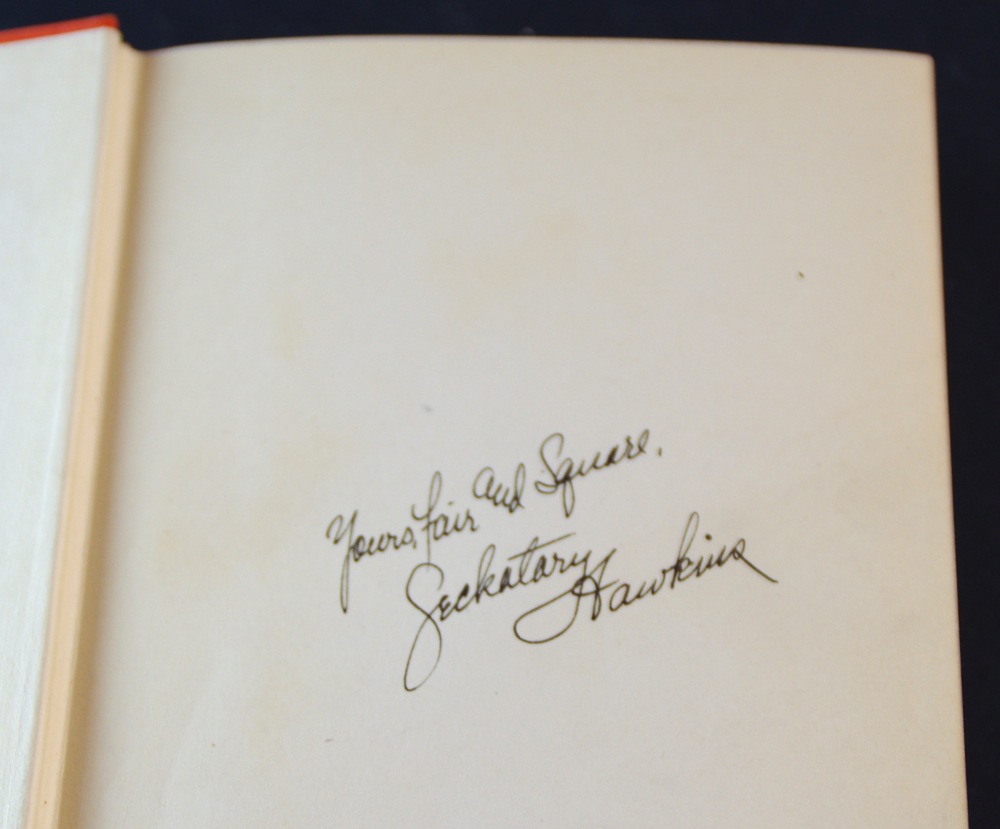 Yours, fair and Square,
Seckatary Hawkins